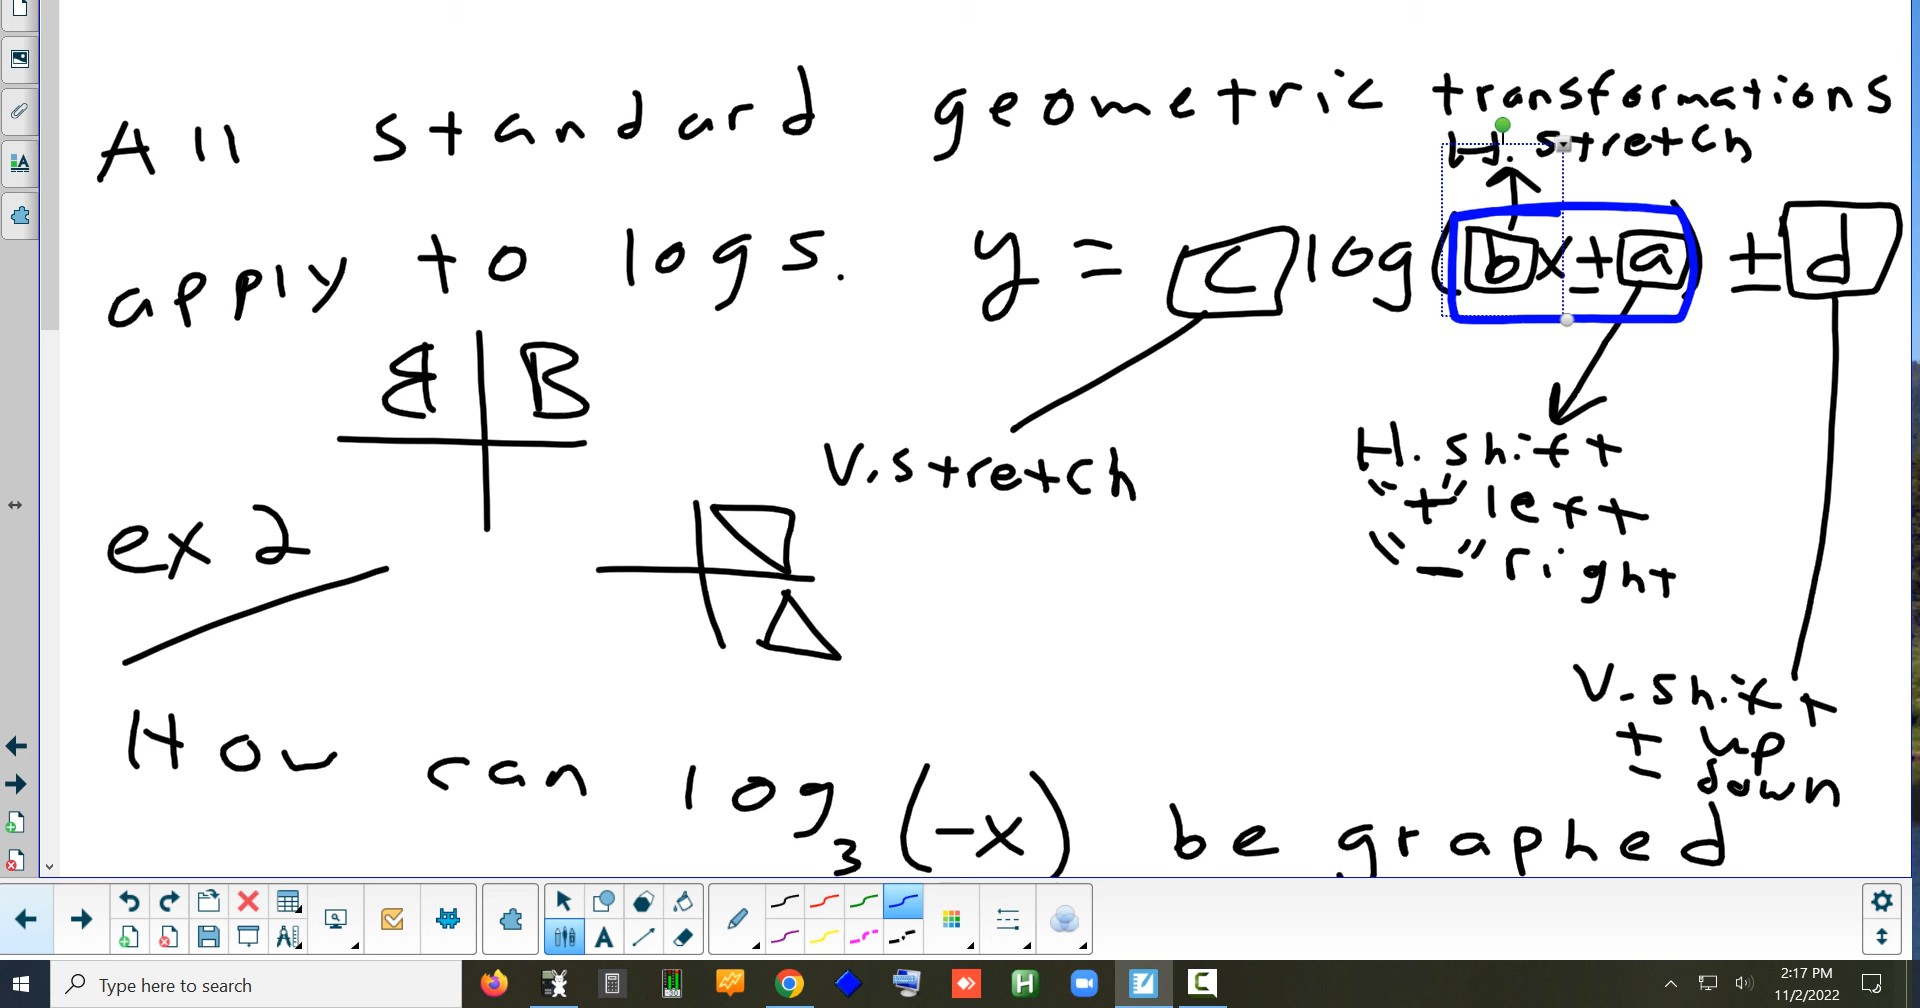 All standard geometric transformations
H. stretch
apply to logs. y = c log(bx ± a) ± d
B B
V. stretch
H. shift
"+" left
"-" right
ex 2
V. shift
+ up
- down
How can log₃(-x) be graphed
Type here to search
2:17 PM
11/2/2022